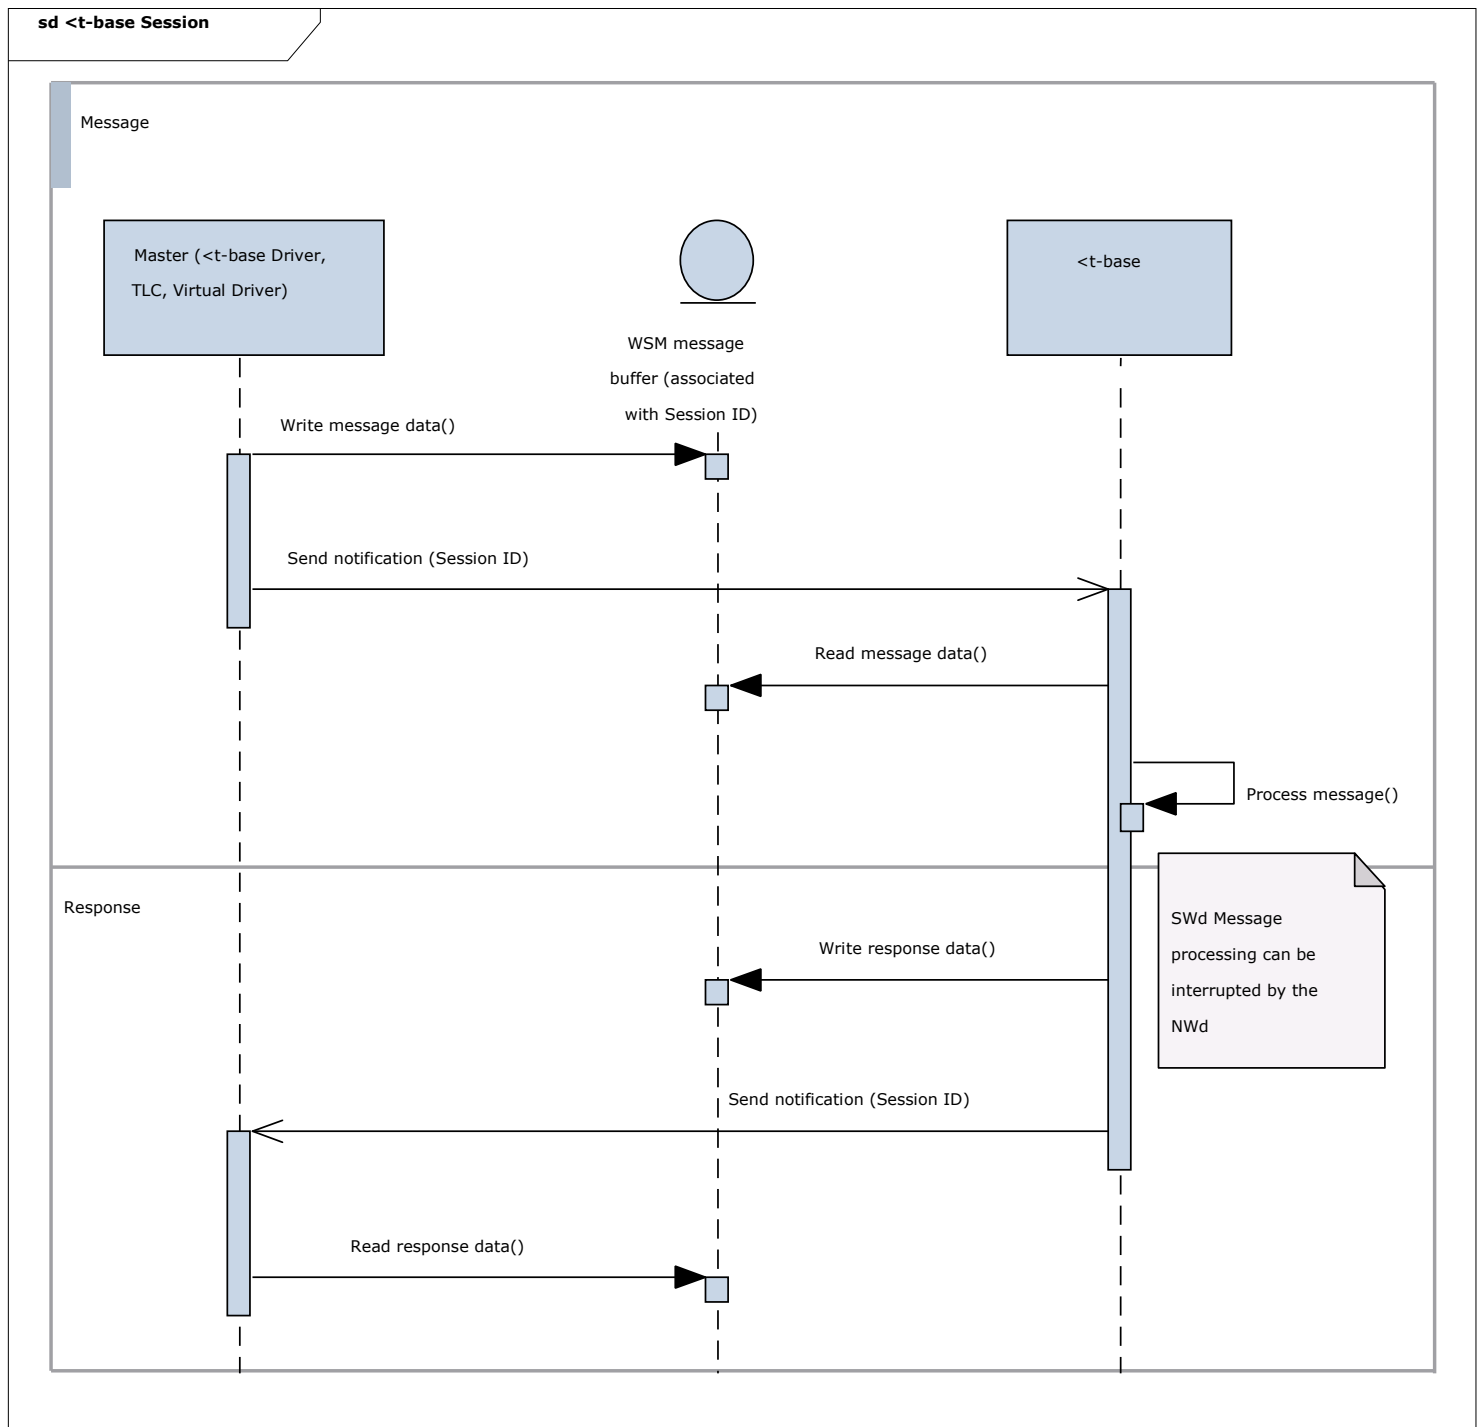 sd <t-base Session
Message
Master (<t-base Driver,
TLC, Virtual Driver)
<t-base
WSM message
buffer (associated
with Session ID)
Write message data()
Send notification (Session ID)
Read message data()
Process message()
Response
SWd Message
processing can be
interrupted by the
NWd
Write response data()
Send notification (Session ID)
Read response data()